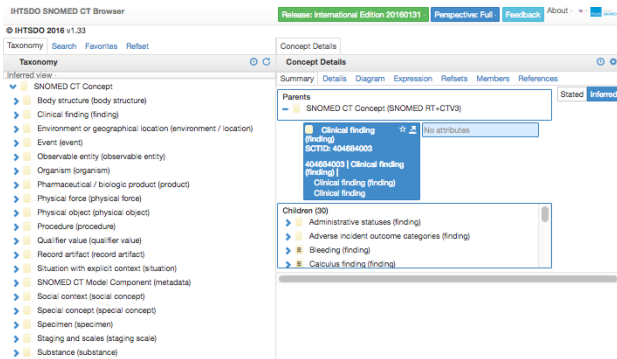 IHTSDO SNOMED CT Browser
Release: International Edition 20160131
Perspective: Full
Feedback
About
© IHTSDO 2016 v1.33
Taxonomy Search Favorites Refset
Taxonomy
Inferred view
SNOMED CT Concept
Body structure (body structure)
Clinical finding (finding)
Environment or geographical location (environment / location)
Event (event)
Observable entity (observable entity)
Organism (organism)
Pharmaceutical / biologic product (product)
Physical force (physical force)
Physical object (physical object)
Procedure (procedure)
Qualifier value (qualifier value)
Record artifact (record artifact)
Situation with explicit context (situation)
SNOMED CT Model Component (metadata)
Social context (social concept)
Special concept (special concept)
Specimen (specimen)
Staging and scales (staging scale)
Substance (substance)
Concept Details
Concept Details
Summary Details Diagram Expression Refsets Members References
Stated Inferred
Parents
SNOMED CT Concept (SNOMED RT+CTV3)
Clinical finding
(finding)
SCTID: 404684003
404684003 | Clinical finding
(finding) |
Clinical finding (finding)
Clinical finding
No attributes
Children (30)
Administrative statuses (finding)
Adverse incident outcome categories (finding)
Bleeding (finding)
Calculus finding (finding)